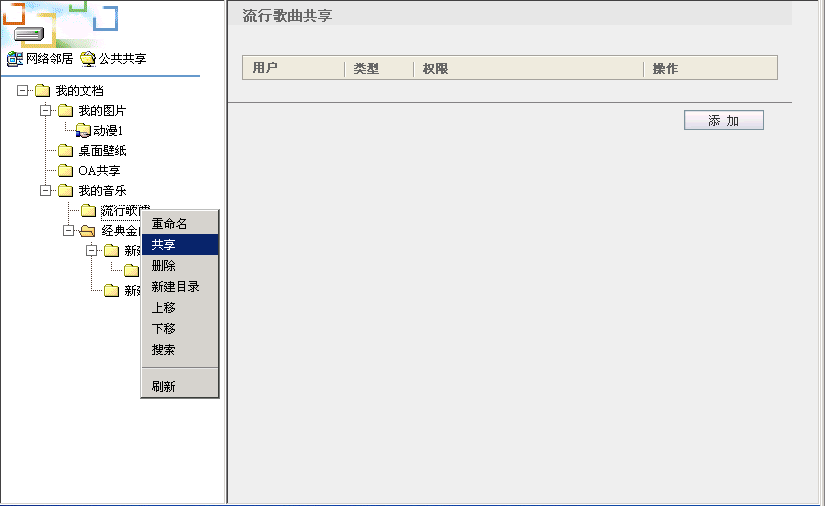 网络邻居 公共共享
我的文档
我的图片
动漫1
桌面壁纸
OA共享
我的音乐
流行歌曲
经典金
新
新
重命名
共享
删除
新建目录
上移
下移
搜索
刷新
流行歌曲共享
用户 类型 权限 操作
添 加